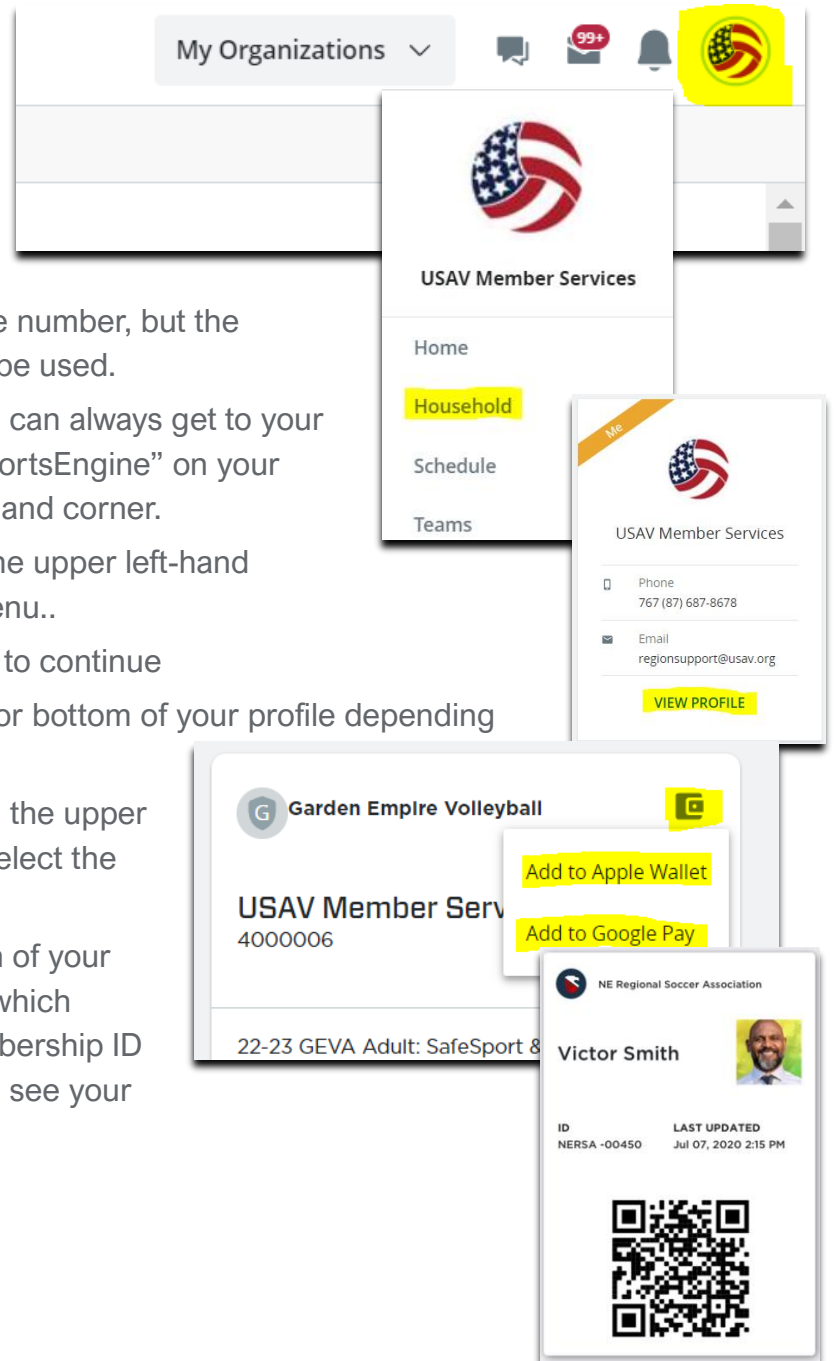 My Organizations
99+
USAV Member Services
Home
Household
Schedule
Teams
e number, but the
be used.
can always get to your
ortsEngine” on your
and corner.
he upper left-hand
enu..
to continue
or bottom of your profile depending
the upper
elect the
of your
which
bership ID
see your
Me
USAV Member Services
Phone
767 (87) 687-8678
Email
regionsupport@usav.org
VIEW PROFILE
G
Garden Empire Volleyball
Add to Apple Wallet
Add to Google Pay
USAV Member Serv
4000006
22-23 GEVA Adult: SafeSport &
NE Regional Soccer Association
Victor Smith
ID
LAST UPDATED
NERSA -00450
Jul 07, 2020 2:15 PM